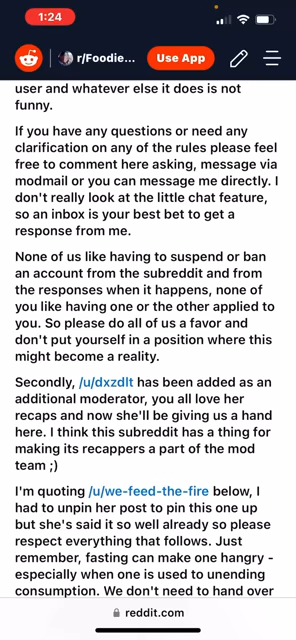 1:24
r/Foodie...
Use App
user and whatever else it does is not
funny.
If you have any questions or need any
clarification on any of the rules please feel
free to comment here asking, message via
modmail or you can message me directly. I
don't really look at the little chat feature,
so an inbox is your best bet to get a
response from me.
None of us like having to suspend or ban
an account from the subreddit and from
the responses when it happens, none of
you like having one or the other applied to
you. So please do all of us a favor and
don't put yourself in a position where this
might become a reality.
Secondly, /u/dxzdlt has been added as an
additional moderator, you all love her
recaps and now she'll be giving us a hand
here. I think this subreddit has a thing for
making its recappers a part of the mod
team ;)
I'm quoting /u/we-feed-the-fire below, I
had to unpin her post to pin this one up
but she's said it so well already so please
respect everything that follows. Just
remember, fasting can make one hangry -
especially when one is used to unending
consumption. We don't need to hand over
reddit.com